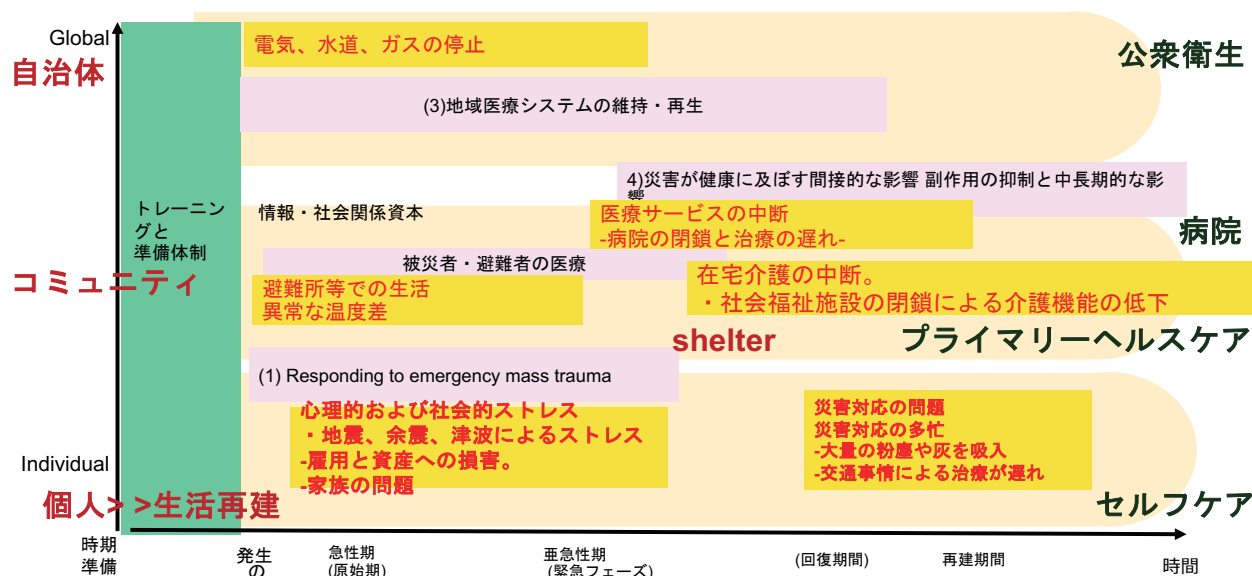 Global
自治体
電気、水道、ガスの停止
公衆衛生
(3)地域医療システムの維持・再生
4)災害が健康に及ぼす間接的な影響 副作用の抑制と中長期的な影
響
トレーニン
グと
準備体制
情報・社会関係資本
医療サービスの中断
-病院の閉鎖と治療の遅れ-
病院
被災者・避難者の医療
コミュニティ
避難所等での生活
異常な温度差
在宅介護の中断。
・社会福祉施設の閉鎖による介護機能の低下
shelter
プライマリーヘルスケア
(1) Responding to emergency mass trauma
心理的および社会的ストレス
・地震、余震、津波によるストレス
-雇用と資産への損害。
-家族の問題
災害対応の問題
災害対応の多忙
-大量の粉塵や灰を吸入
-交通事情による治療が遅れ
Individual
個人> >生活再建
セルフケア
時期
準備
発生
の
急性期
(原始期)
亜急性期
(緊急フェーズ)
(回復期間)
再建期間
時間